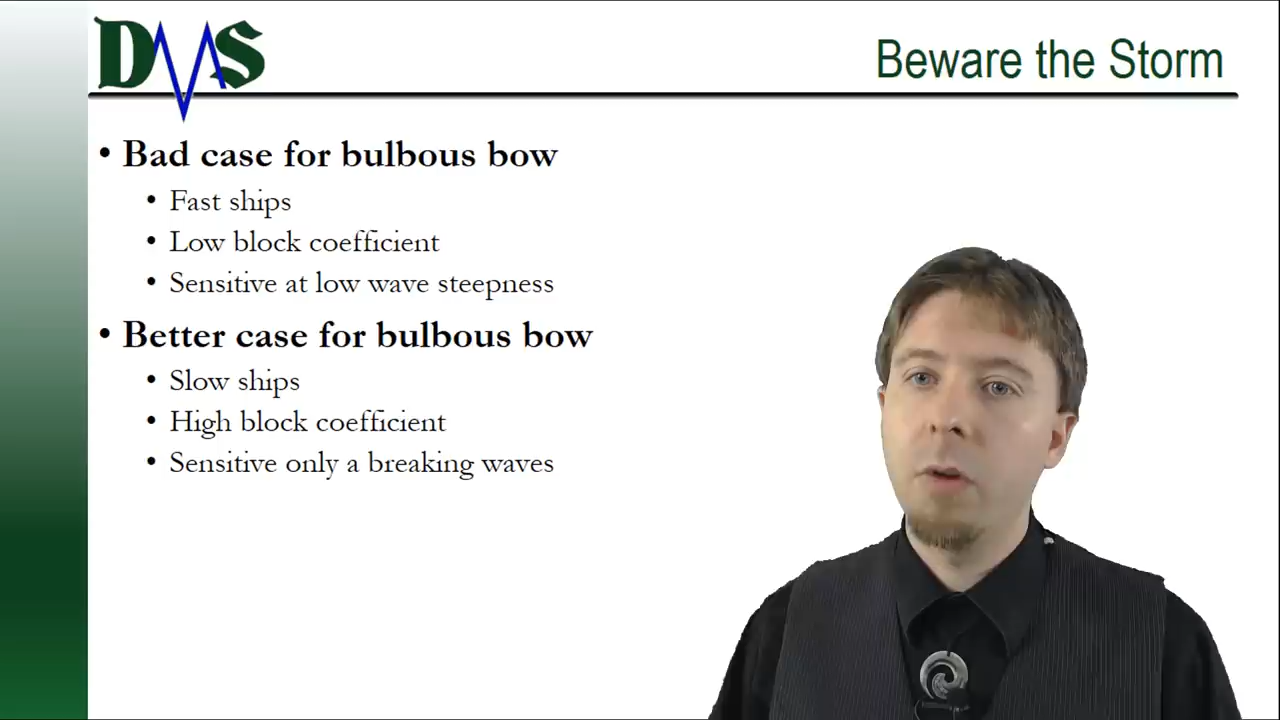 DMS
Beware the Storm
• Bad case for bulbous bow
• Fast ships
• Low block coefficient
• Sensitive at low wave steepness
• Better case for bulbous bow
• Slow ships
• High block coefficient
• Sensitive only a breaking waves